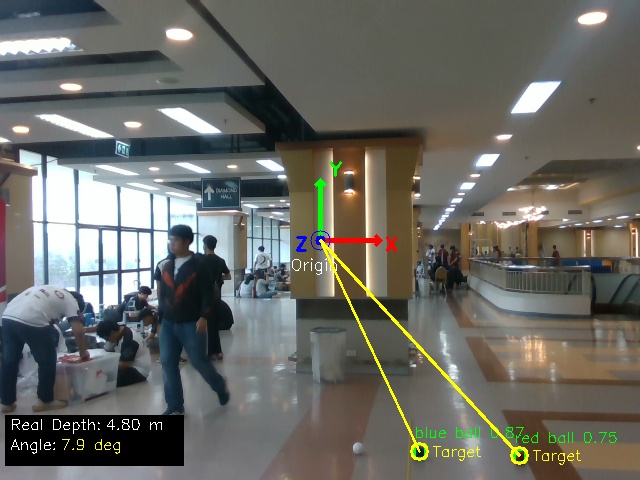 DIAMOND
HALL
Y
Z
X
Origin
blue ball 0.87
red ball 0.75
Target
Target
Real Depth: 4.80 m
Angle: 7.9 deg